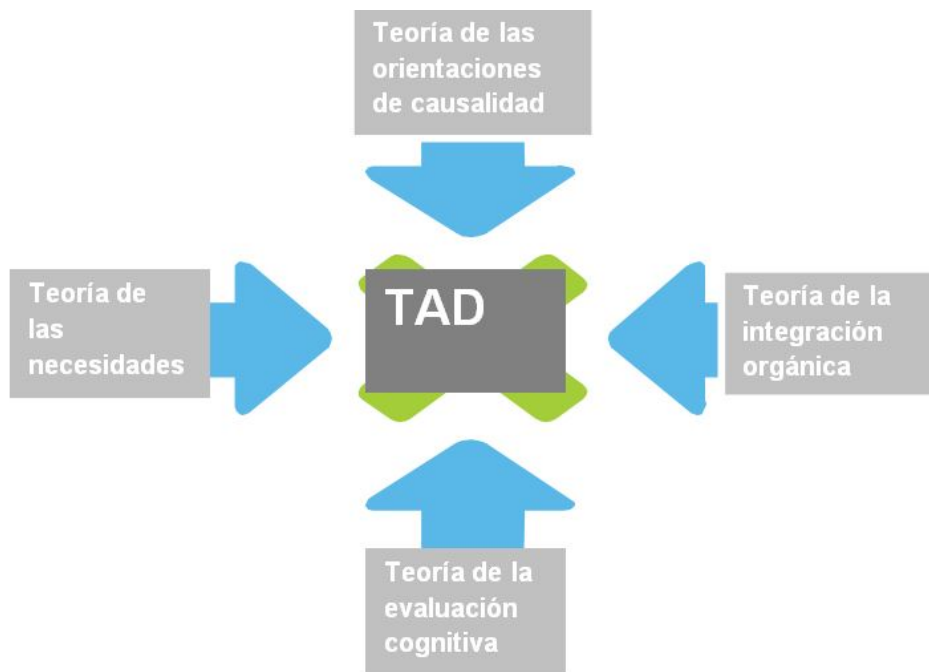 Teoría de las
orientaciones
de causalidad
Teoría de
las
necesidades
TAD
Teoría de la
integración
orgánica
Teoría de la
evaluación
cognitiva